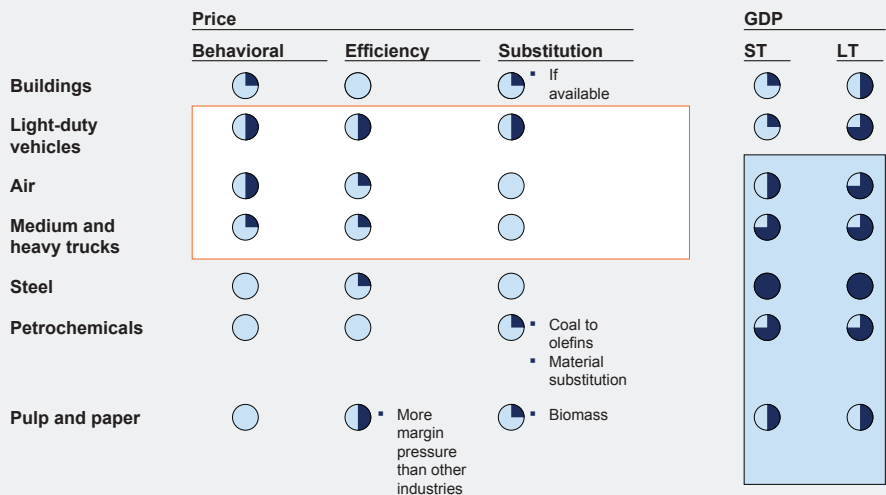 Price
GDP
Behavioral
Efficiency
Substitution
ST
LT
Buildings
▪ If
available
Light-duty
vehicles
Air
Medium and
heavy trucks
Steel
Petrochemicals
▪ Coal to
olefins
▪ Material
substitution
Pulp and paper
▪ More
margin
pressure
than other
industries
▪ Biomass